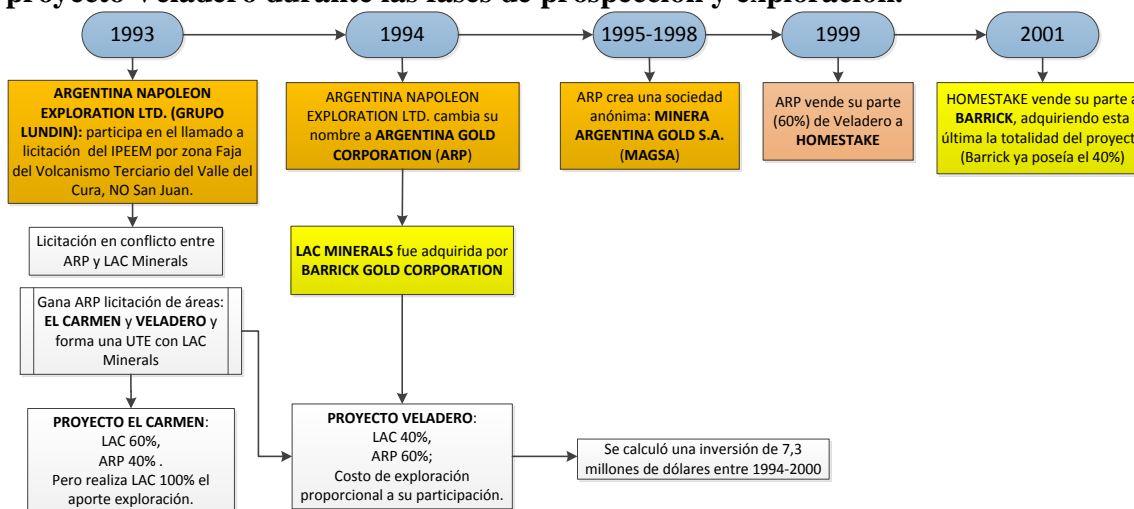 proyecto Veladero durante las fases de prospección y exploración.
1993
1994
1995-1998
1999
2001
ARGENTINA NAPOLEON
EXPLORATION LTD. (GRUPO
LUNDIN): participa en el llamado a
licitación del IPEEM por zona Faja
del Volcanismo Terciario del Valle del
Cura, NO San Juan.
ARGENTINA NAPOLEON
EXPLORATION LTD. cambia su
nombre a ARGENTINA GOLD
CORPORATION (ARP)
ARP crea una sociedad
anónima: MINERA
ARGENTINA GOLD S.A.
(MAGSA)
ARP vende su parte
(60%) de Veladero a
HOMESTAKE
HOMESTAKE vende su parte a
BARRICK, adquiriendo esta
última la totalidad del proyect
(Barrick ya poseía el 40%)
Licitación en conflicto entre
ARP y LAC Minerals
LAC MINERALS fue adquirida por
BARRICK GOLD CORPORATION
Gana ARP licitación de áreas:
EL CARMEN y VELADERO y
forma una UTE con LAC
Minerals
PROYECTO EL CARMEN:
LAC 60%,
ARP 40% .
Pero realiza LAC 100% el
aporte exploración.
PROYECTO VELADERO:
LAC 40%,
ARP 60%;
Costo de exploración
proporcional a su participación.
Se calculó una inversión de 7,3
millones de dólares entre 1994-2000